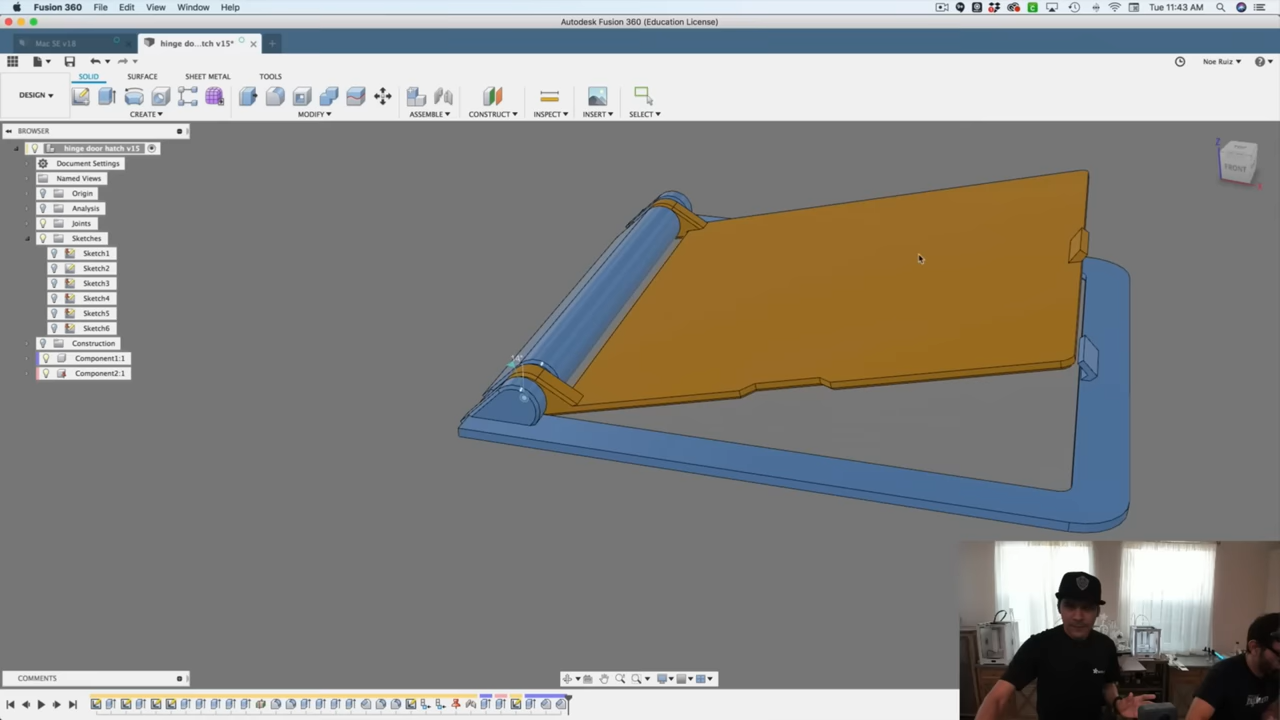 Fusion 360 File Edit View Window Help Tue 11:43 AM
Autodesk Fusion 360 (Education License)
Mac SE v18 hinge do...tch v15*
Noe Ruiz
SOLID SURFACE SHEET METAL TOOLS
DESIGN
CREATE MODIFY ASSEMBLE CONSTRUCT INSPECT INSERT SELECT
BROWSER
hinge door hatch v15
Document Settings
Named Views
Origin
Analysis
Joints
Sketches
Sketch1
Sketch2
Sketch3
Sketch4
Sketch5
Sketch6
Construction
Component1:1
Component2:1
Z
FRONT
X
COMMENTS